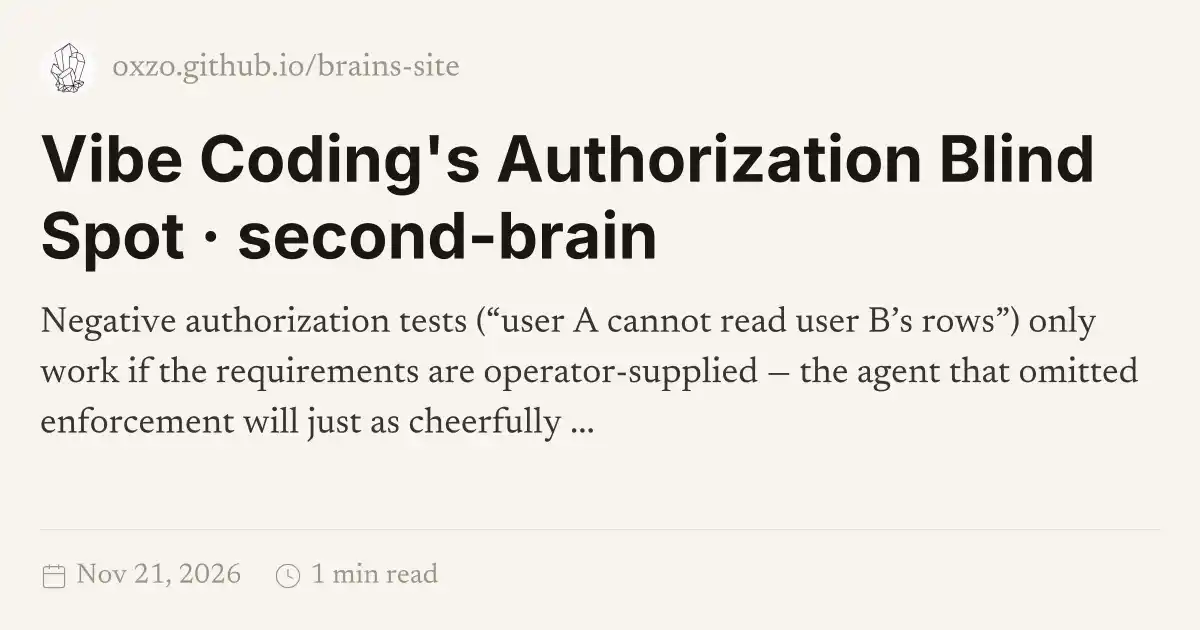 oxzo.github.io/brains-site
Vibe Coding's Authorization Blind
Spot · second-brain
Negative authorization tests (“user A cannot read user B’s rows”) only
work if the requirements are operator-supplied — the agent that omitted
enforcement will just as cheerfully ...
Nov 21, 2026 1 min read